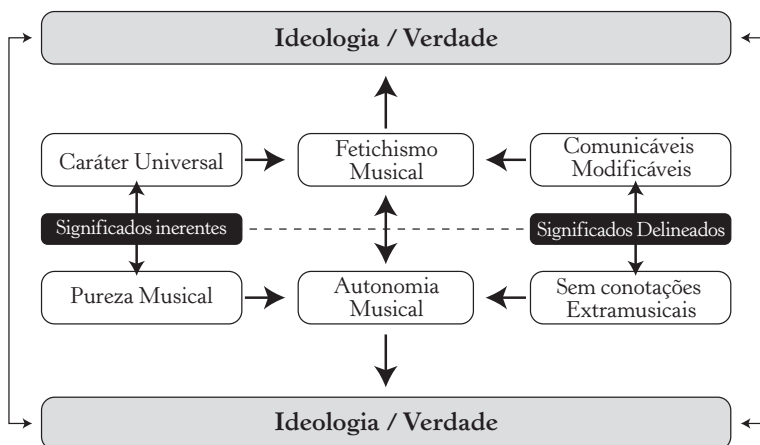 Ideologia / Verdade
Caráter Universal
Fetichismo
Musical
Comunicáveis
Modificáveis
Significados inerentes
Significados Delineados
Pureza Musical
Autonomia
Musical
Sem conotações
Extramusicais
Ideologia / Verdade